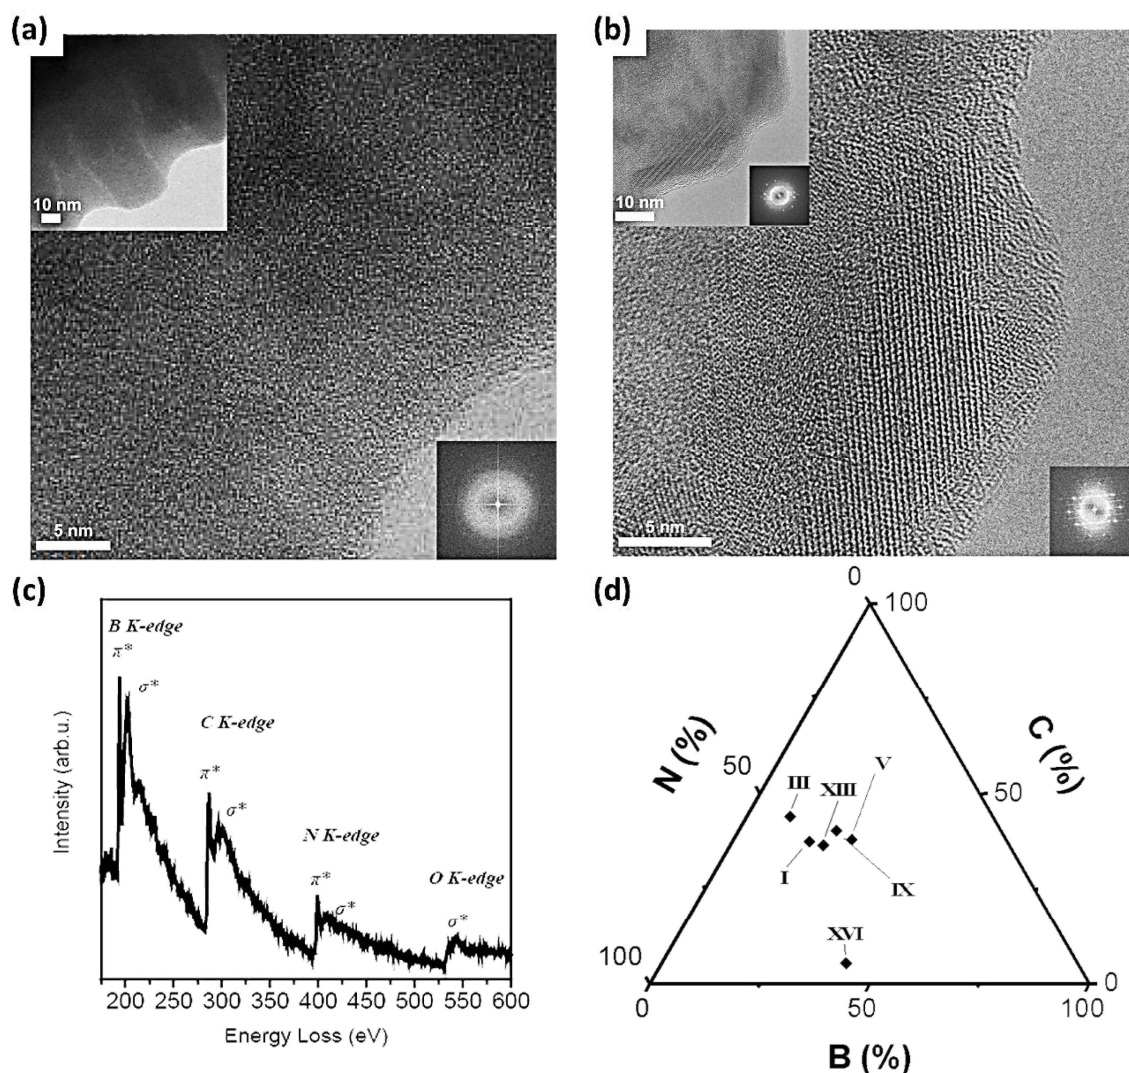 (a)
10 nm
5 nm
(b)
10 nm
5 nm
(c)
B K-edge
π*
σ*
C K-edge
π*
σ*
N K-edge
π*
σ*
O K-edge
σ*
Intensity (arb.u.)
200 250 300 350 400 450 500 550 600
Energy Loss (eV)
(d)
0
100
N (%)
C (%)
50
50
III
XIII
V
I
IX
XVI
100
0
0
50
100
B (%)